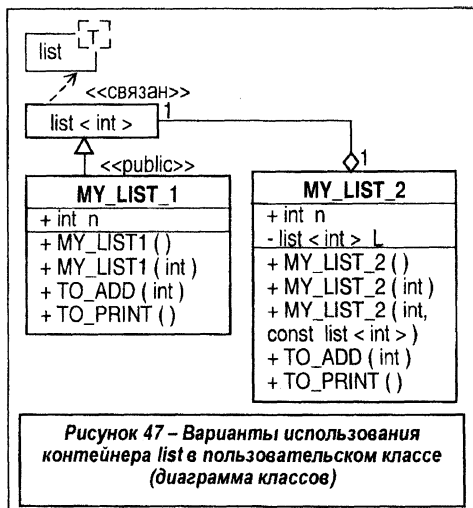 T
list
<<связан>>
list < int >
1
<<public>>
1
MY_LIST_1
+ int n
+ MY_LIST1 ( )
+ MY_LIST1 ( int )
+ TO_ADD ( int )
+ TO_PRINT ( )
MY_LIST_2
+ int n
- list < int > L
+ MY_LIST_2 ( )
+ MY_LIST_2 ( int )
+ MY_LIST_2 ( int,
const list < int > )
+ TO_ADD ( int )
+ TO_PRINT ( )
Рисунок 47 – Варианты использования
контейнера list в пользовательском классе
(диаграмма классов)